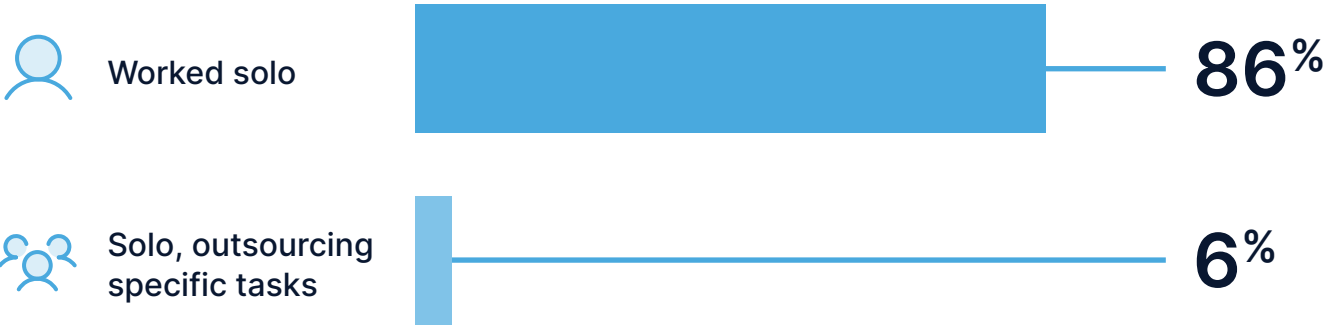 Worked solo
86%
Solo, outsourcing
specific tasks
6%